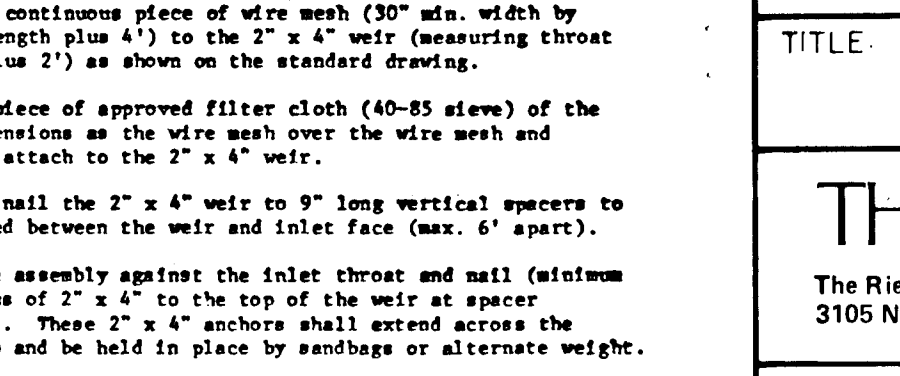 continuous piece of wire mesh (30" min. width by
ength plus 4') to the 2" x 4" weir (measuring throat
lus 2') as shown on the standard drawing.
piece of approved filter cloth (40-85 sieve) of the
ensions as the wire mesh over the wire mesh and
attach to the 2" x 4" weir.
nail the 2" x 4" weir to 9" long vertical spacers to
ed between the weir and inlet face (max. 6' apart).
assembly against the inlet throat and nail (minimum
s of 2" x 4" to the top of the weir at spacer
. These 2" x 4" anchors shall extend across the
and be held in place by sandbags or alternate weight.
TITLE
TH
The Rie
3105 N